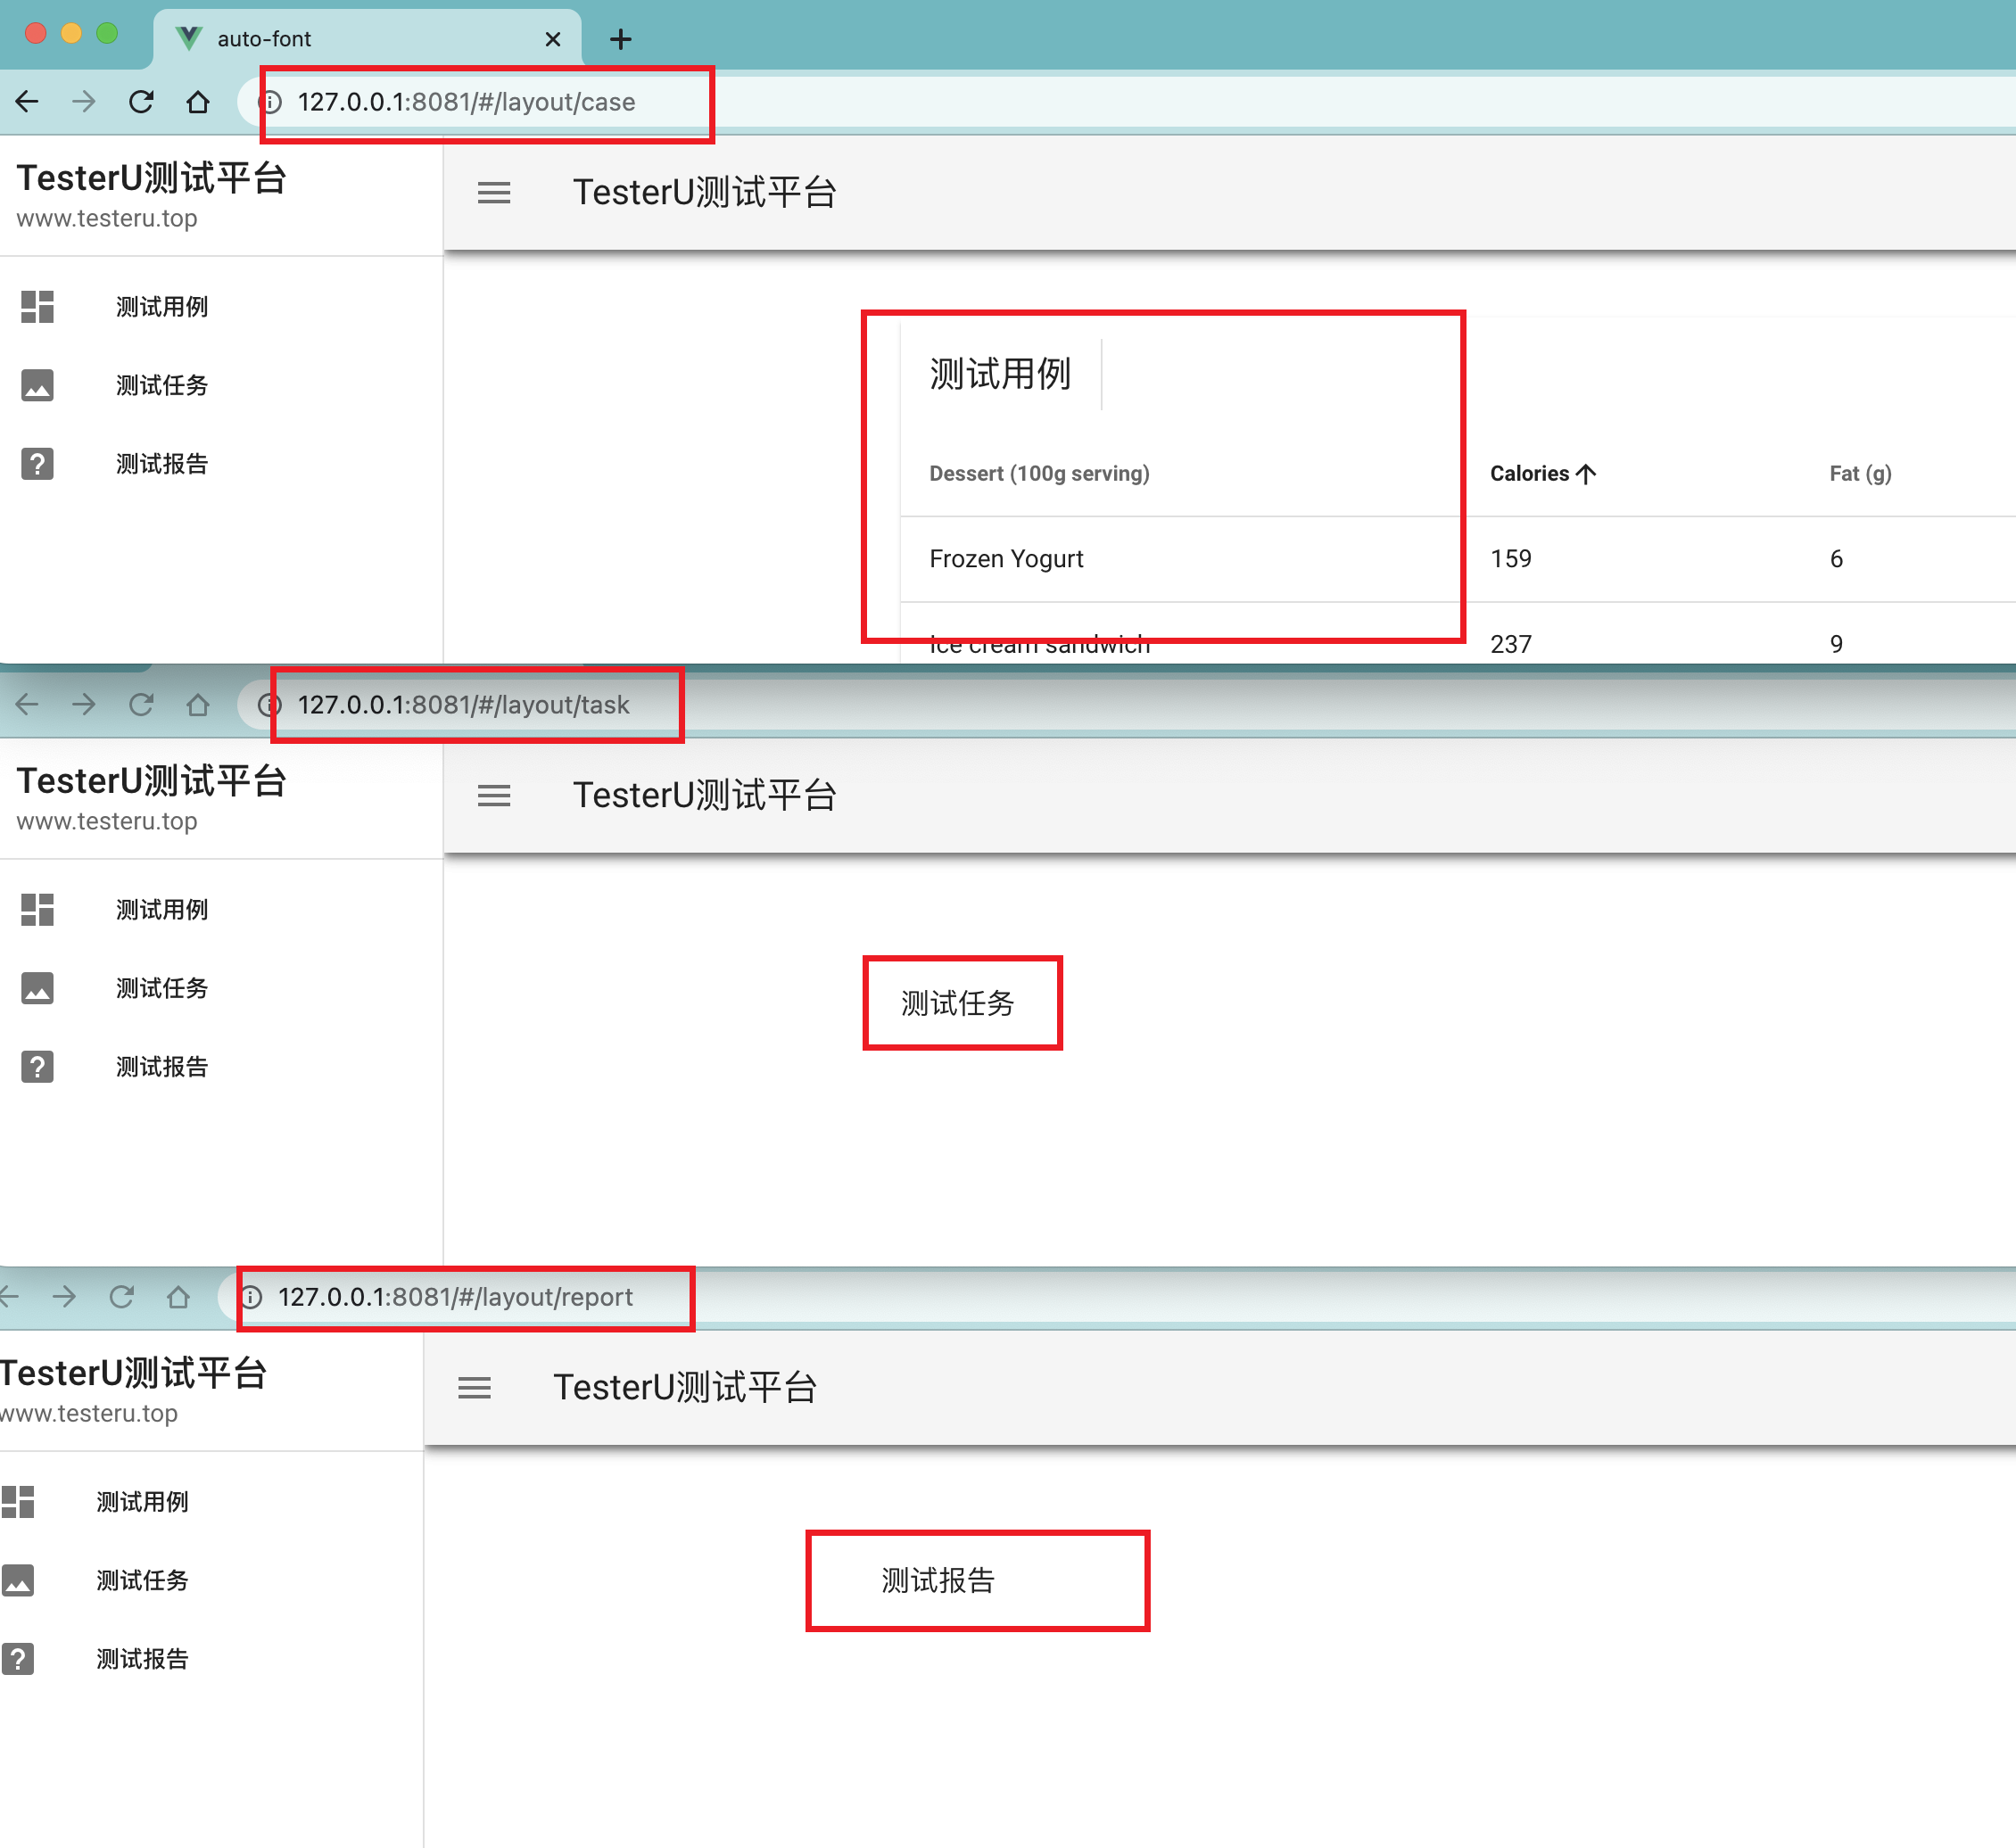 auto-font
127.0.0.1:8081/#/layout/case
TesterU测试平台
www.testeru.top
TesterU测试平台
测试用例
测试任务
测试报告
测试用例
Dessert (100g serving) Calories Fat (g)
Frozen Yogurt 159 6
Ice cream sandwich 237 9
127.0.0.1:8081/#/layout/task
TesterU测试平台
www.testeru.top
TesterU测试平台
测试用例
测试任务
测试报告
测试任务
127.0.0.1:8081/#/layout/report
TesterU测试平台
www.testeru.top
TesterU测试平台
测试用例
测试任务
测试报告
测试报告